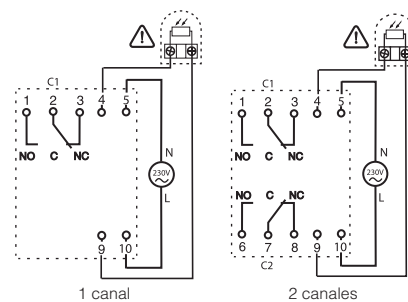 C1
1 2 3 4 5
NO C NC
N
230V
L
9 10
1 canal
C1
1 2 3 4 5
NO C NC
N
230V
L
NO C NC
6 7 8 9 10
C2
2 canales